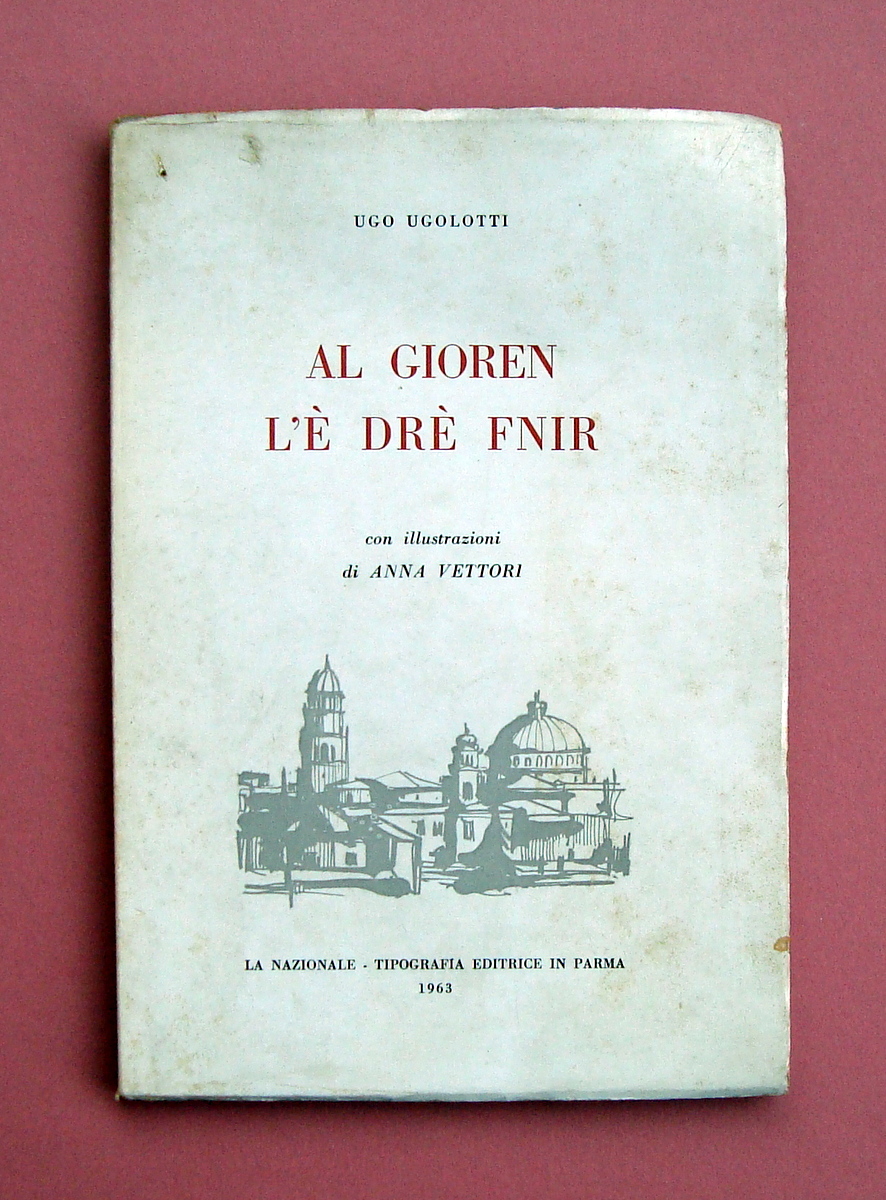 UGO UGOLOTTI
AL GIOREN
L'È DRÈ FNIR
con illustrazioni
di ANNA VETTORI
LA NAZIONALE - TIPOGRAFIA EDITRICE IN PARMA
1963